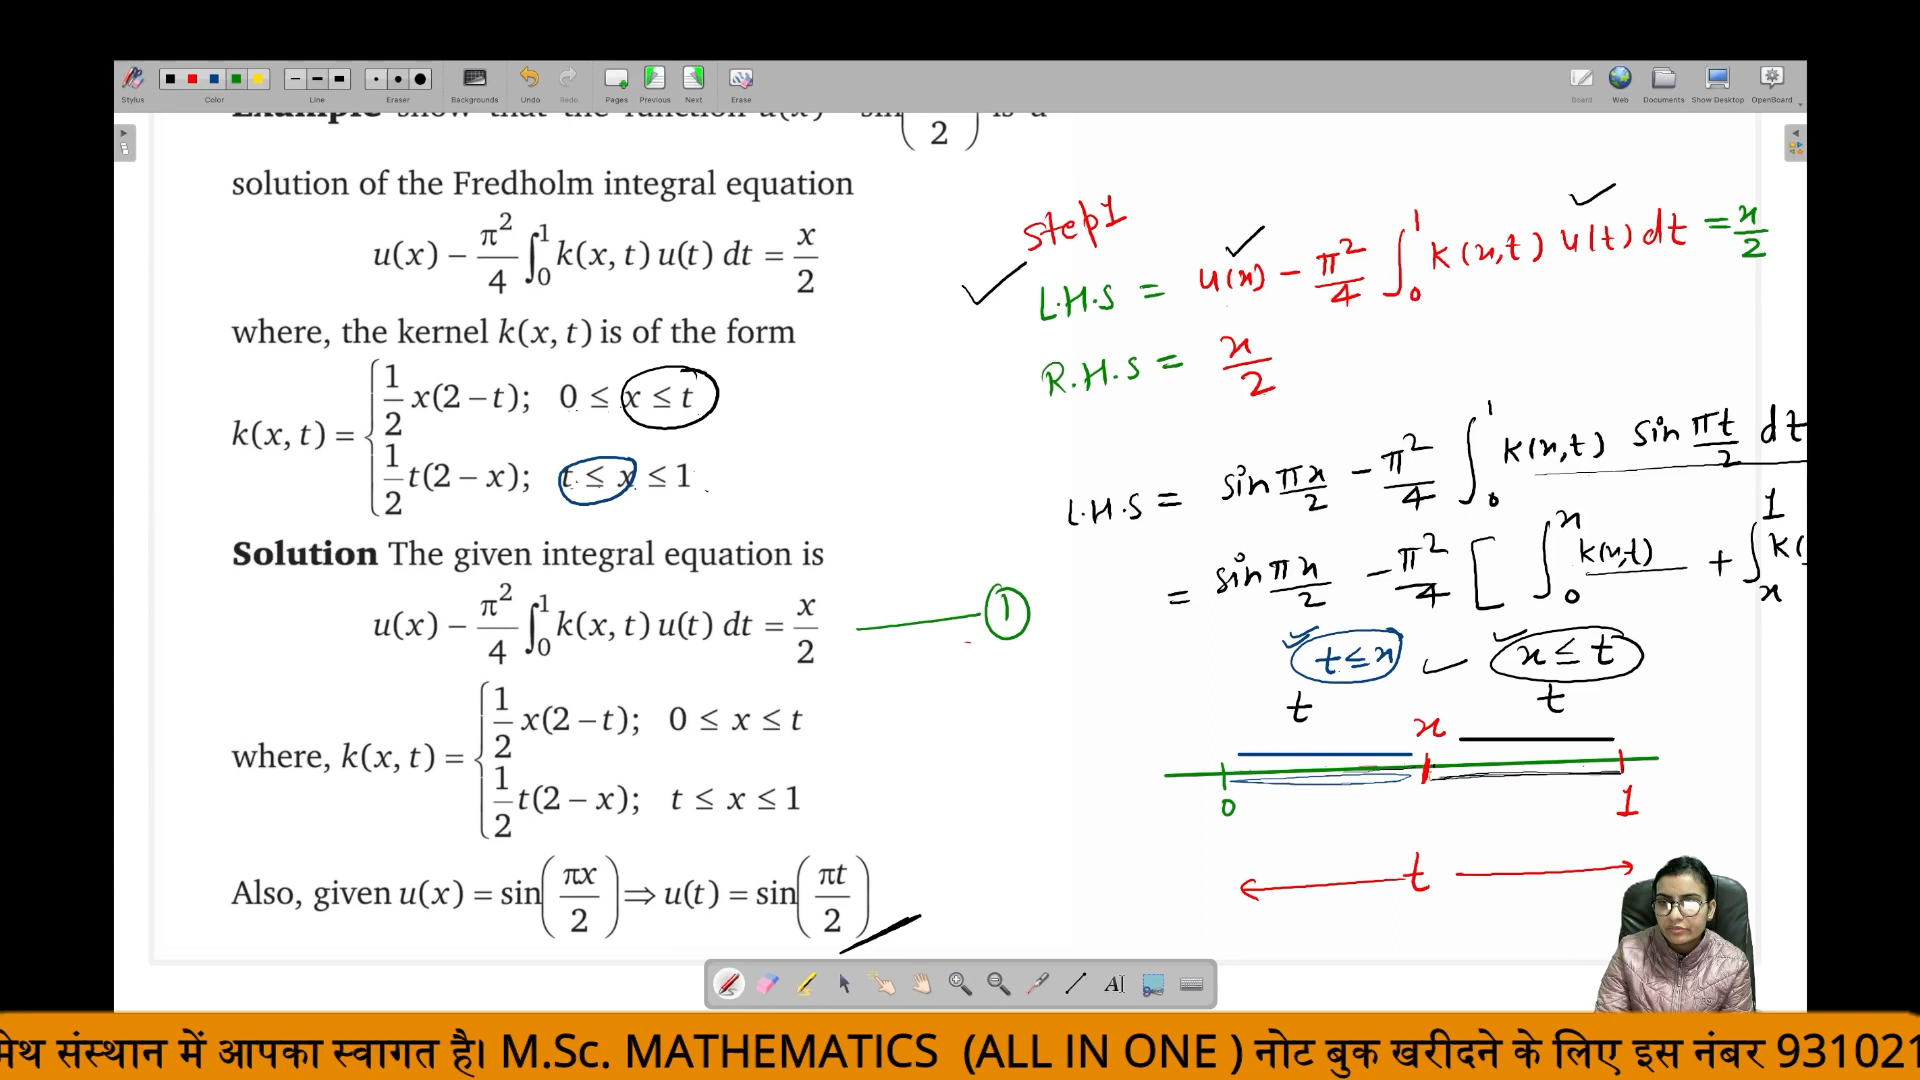 Stylus Color Line Eraser Backgrounds Undo Redo Pages Previous Next Erase Board Web Documents Show Desktop OpenBoard
2
solution of the Fredholm integral equation
u(x) − π²/4 ∫₀¹ k(x, t) u(t) dt = x/2
where, the kernel k(x, t) is of the form
k(x, t) = { 1/2 x(2 − t); 0 ≤ x ≤ t
1/2 t(2 − x); t ≤ x ≤ 1
Solution The given integral equation is
u(x) − π²/4 ∫₀¹ k(x, t) u(t) dt = x/2 ①
where, k(x, t) = { 1/2 x(2 − t); 0 ≤ x ≤ t
1/2 t(2 − x); t ≤ x ≤ 1
Also, given u(x) = sin(πx/2) ⇒ u(t) = sin(πt/2)
Step 1
L.H.S = u(x) − π²/4 ∫₀¹ k(x,t) u(t) dt = x/2
R.H.S = x/2
L.H.S = sin πx/2 − π²/4 ∫₀¹ k(x,t) sin πt/2 dt
= sin πx/2 − π²/4 [ ∫₀ˣ k(x,t) + ∫ₓ¹ k(
t ≤ x x ≤ t
t t
x
0 1
t
मेथ संस्थान में आपका स्वागत है। M.Sc. MATHEMATICS (ALL IN ONE ) नोट बुक खरीदने के लिए इस नंबर 931021